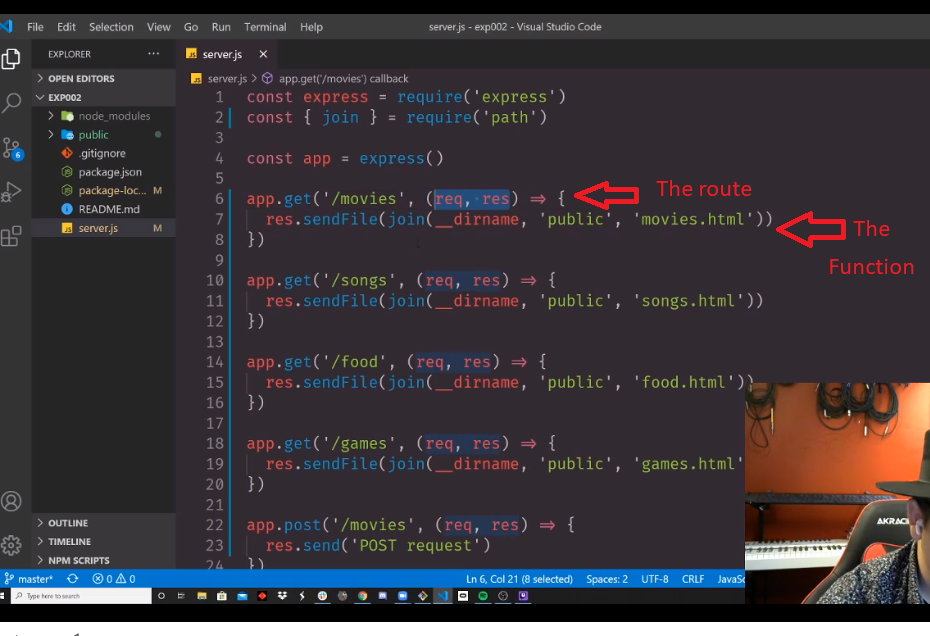 File Edit Selection View Go Run Terminal Help server.js - exp002 - Visual Studio Code
EXPLORER ··· JS server.js ×
> OPEN EDITORS JS server.js > app.get('/movies') callback
EXP002 1 const express = require('express')
> node_modules 2 const { join } = require('path')
> public 3
.gitignore 4 const app = express()
package.json 5
package-loc... M 6 app.get('/movies', (req, res) => { The route
README.md 7 res.sendFile(join(__dirname, 'public', 'movies.html')) The
JS server.js M 8 })
Function
9
10 app.get('/songs', (req, res) => {
11 res.sendFile(join(__dirname, 'public', 'songs.html'))
12 })
13
14 app.get('/food', (req, res) => {
15 res.sendFile(join(__dirname, 'public', 'food.html'))
16 })
17
18 app.get('/games', (req, res) => {
19 res.sendFile(join(__dirname, 'public', 'games.html'
20 })
21
> OUTLINE 22 app.post('/movies', (req, res) => {
> TIMELINE 23 res.send('POST request')
> NPM SCRIPTS 24 })
6
AKRAC
master* 0 0 Ln 6, Col 21 (8 selected) Spaces: 2 UTF-8 CRLF JavaSc
Type here to search